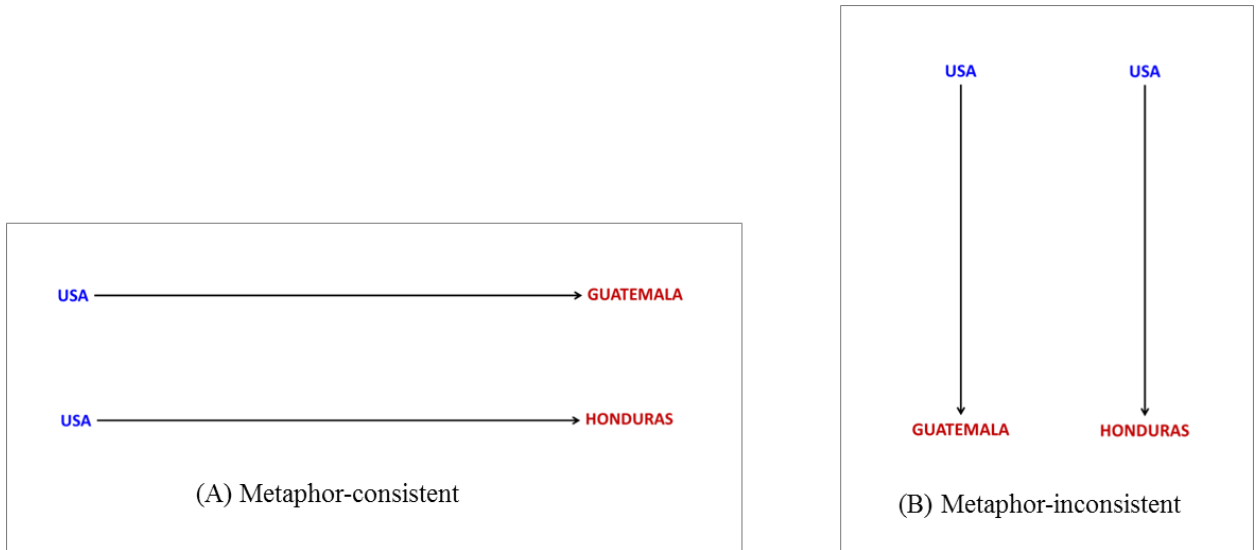 USA GUATEMALA
USA HONDURAS
(A) Metaphor-consistent
USA USA
GUATEMALA HONDURAS
(B) Metaphor-inconsistent